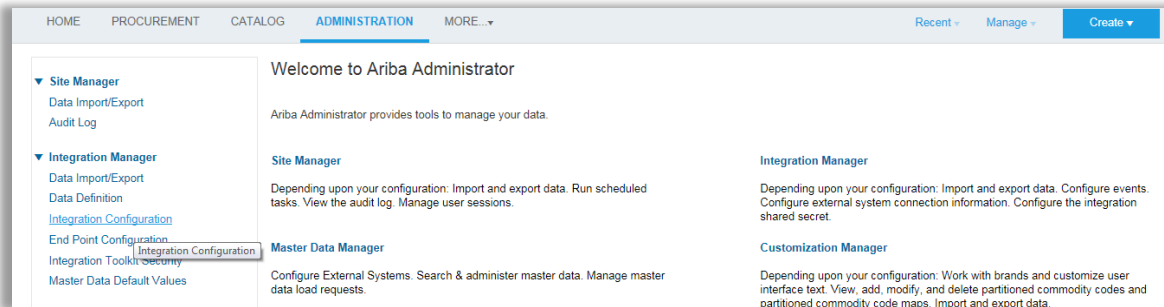 HOME PROCUREMENT CATALOG ADMINISTRATION MORE... Recent Manage Create
Site Manager
Data Import/Export
Audit Log
Integration Manager
Data Import/Export
Data Definition
Integration Configuration
End Point Configuration
Integration Configuration
Integration Toolkit Security
Master Data Default Values
Welcome to Ariba Administrator
Ariba Administrator provides tools to manage your data.
Site Manager
Depending upon your configuration: Import and export data. Run scheduled
tasks. View the audit log. Manage user sessions.
Integration Manager
Depending upon your configuration: Import and export data. Configure events.
Configure external system connection information. Configure the integration
shared secret.
Master Data Manager
Configure External Systems. Search & administer master data. Manage master
data load requests.
Customization Manager
Depending upon your configuration: Work with brands and customize user
interface text. View, add, modify, and delete partitioned commodity codes and
partitioned commodity code maps. Import and export data.